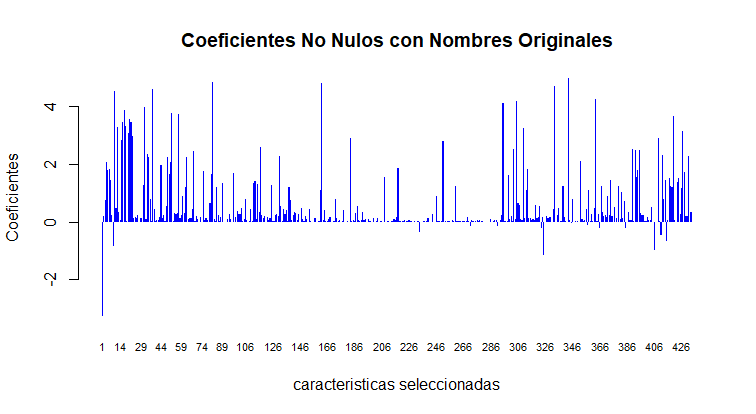 Coeficientes No Nulos con Nombres Originales
Coeficientes
4
2
0
-2
1 14 29 44 59 74 89 106 126 146 166 186 206 226 246 266 286 306 326 346 366 386 406 426
caracteristicas seleccionadas